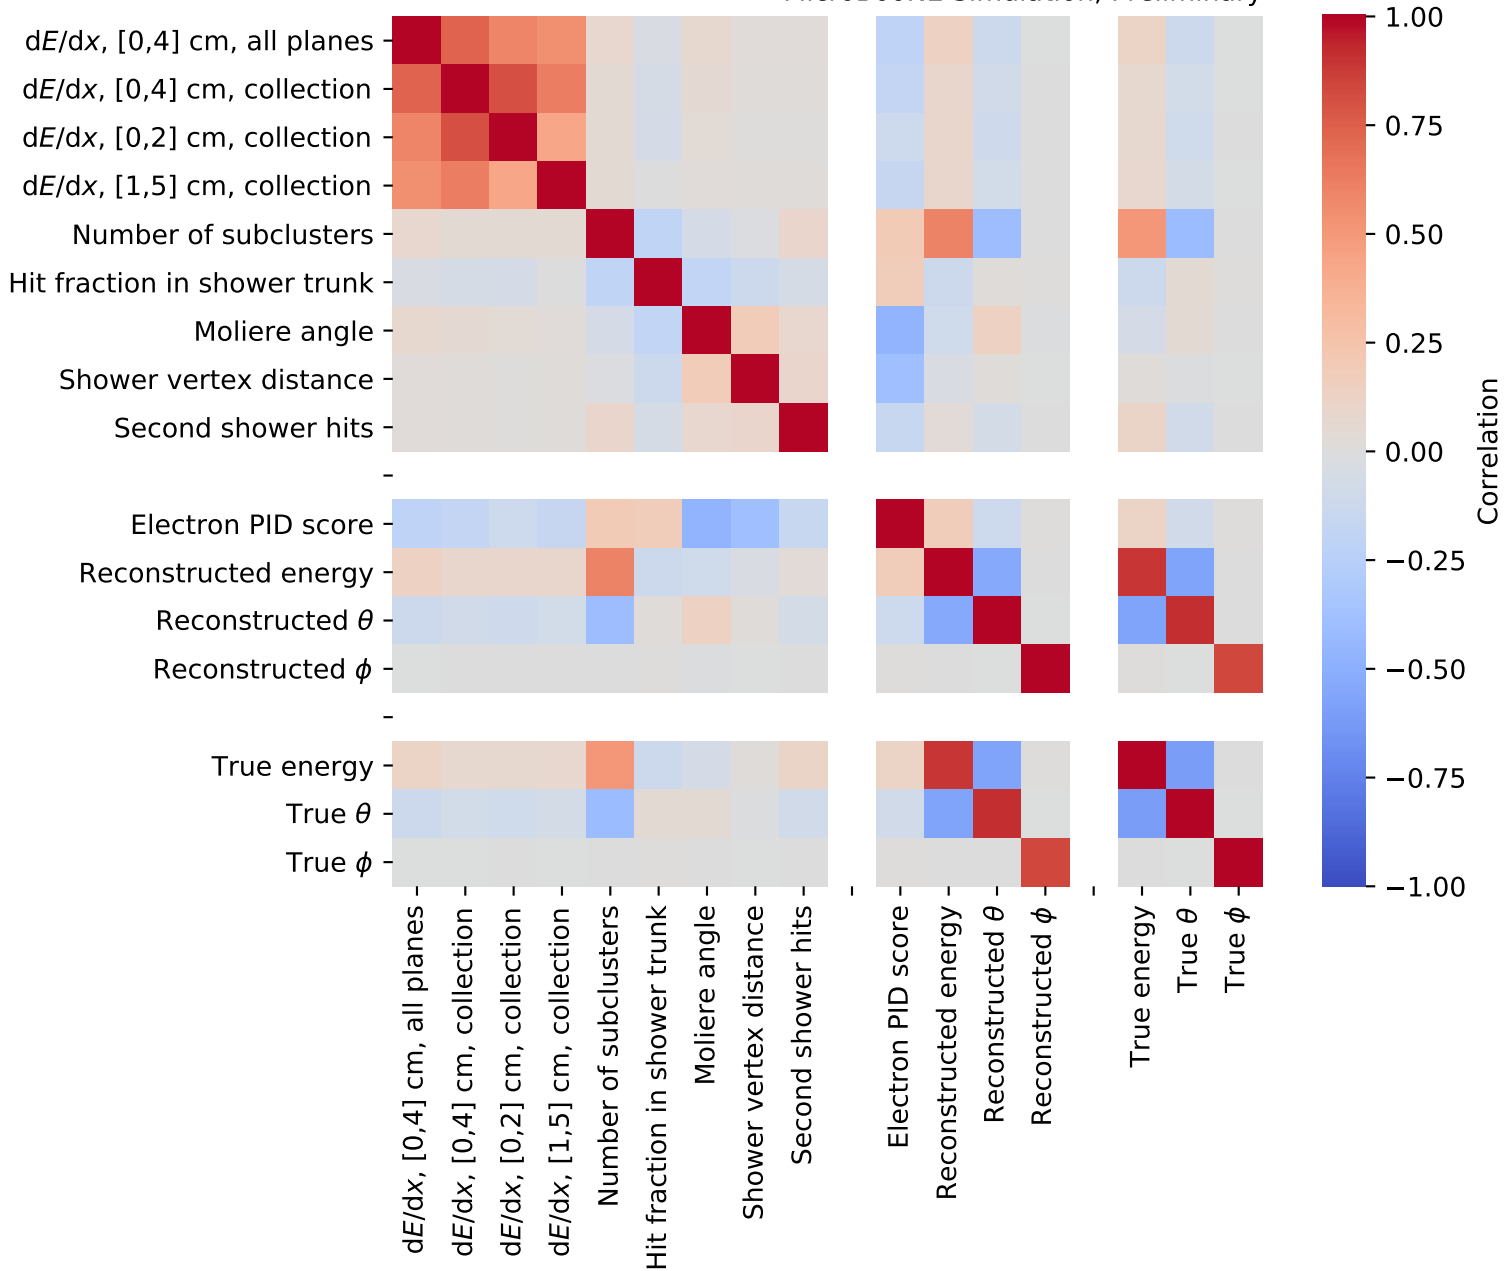 dE/dx, [0,4] cm, all planes
dE/dx, [0,4] cm, collection
dE/dx, [0,2] cm, collection
dE/dx, [1,5] cm, collection
Number of subclusters
Hit fraction in shower trunk
Moliere angle
Shower vertex distance
Second shower hits
Electron PID score
Reconstructed energy
Reconstructed θ
Reconstructed ϕ
True energy
True θ
True ϕ
dE/dx, [0,4] cm, all planes
dE/dx, [0,4] cm, collection
dE/dx, [0,2] cm, collection
dE/dx, [1,5] cm, collection
Number of subclusters
Hit fraction in shower trunk
Moliere angle
Shower vertex distance
Second shower hits
Electron PID score
Reconstructed energy
Reconstructed θ
Reconstructed ϕ
True energy
True θ
True ϕ
1.00
0.75
0.50
0.25
0.00
−0.25
−0.50
−0.75
−1.00
Correlation